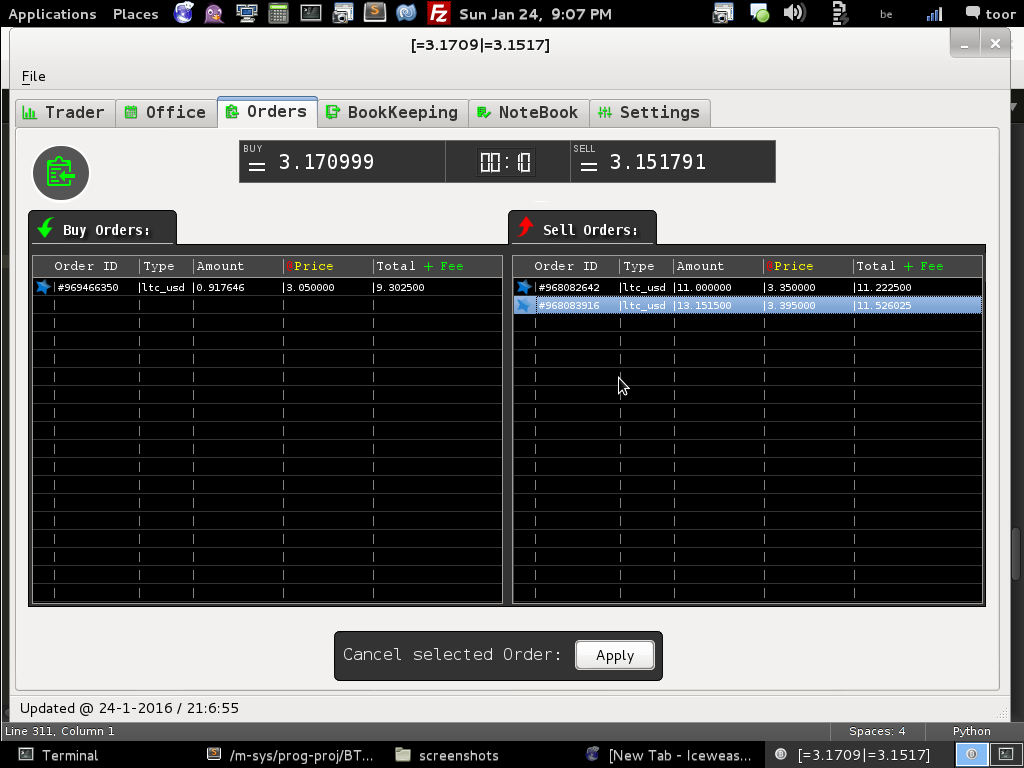 Applications Places Sun Jan 24, 9:07 PM be toor
[=3.1709|=3.1517]
File
Trader Office Orders BookKeeping NoteBook Settings
BUY = 3.170999 00:10 SELL = 3.151791
Buy Orders: Sell Orders:
Order ID |Type |Amount |Price |Total + Fee Order ID |Type |Amount |Price |Total + Fee
|#969466350 |ltc_usd |0.917646 |3.050000 |9.302500 |#968082642 |ltc_usd |11.000000 |3.350000 |11.222500
|#968083916 |ltc_usd |13.151500 |3.395000 |11.526025
Cancel selected Order: Apply
Updated @ 24-1-2016 / 21:6:55
Line 311, Column 1 Spaces: 4 Python
Terminal /m-sys/prog-proj/BT... screenshots [New Tab - Iceweas... [=3.1709|=3.1517]